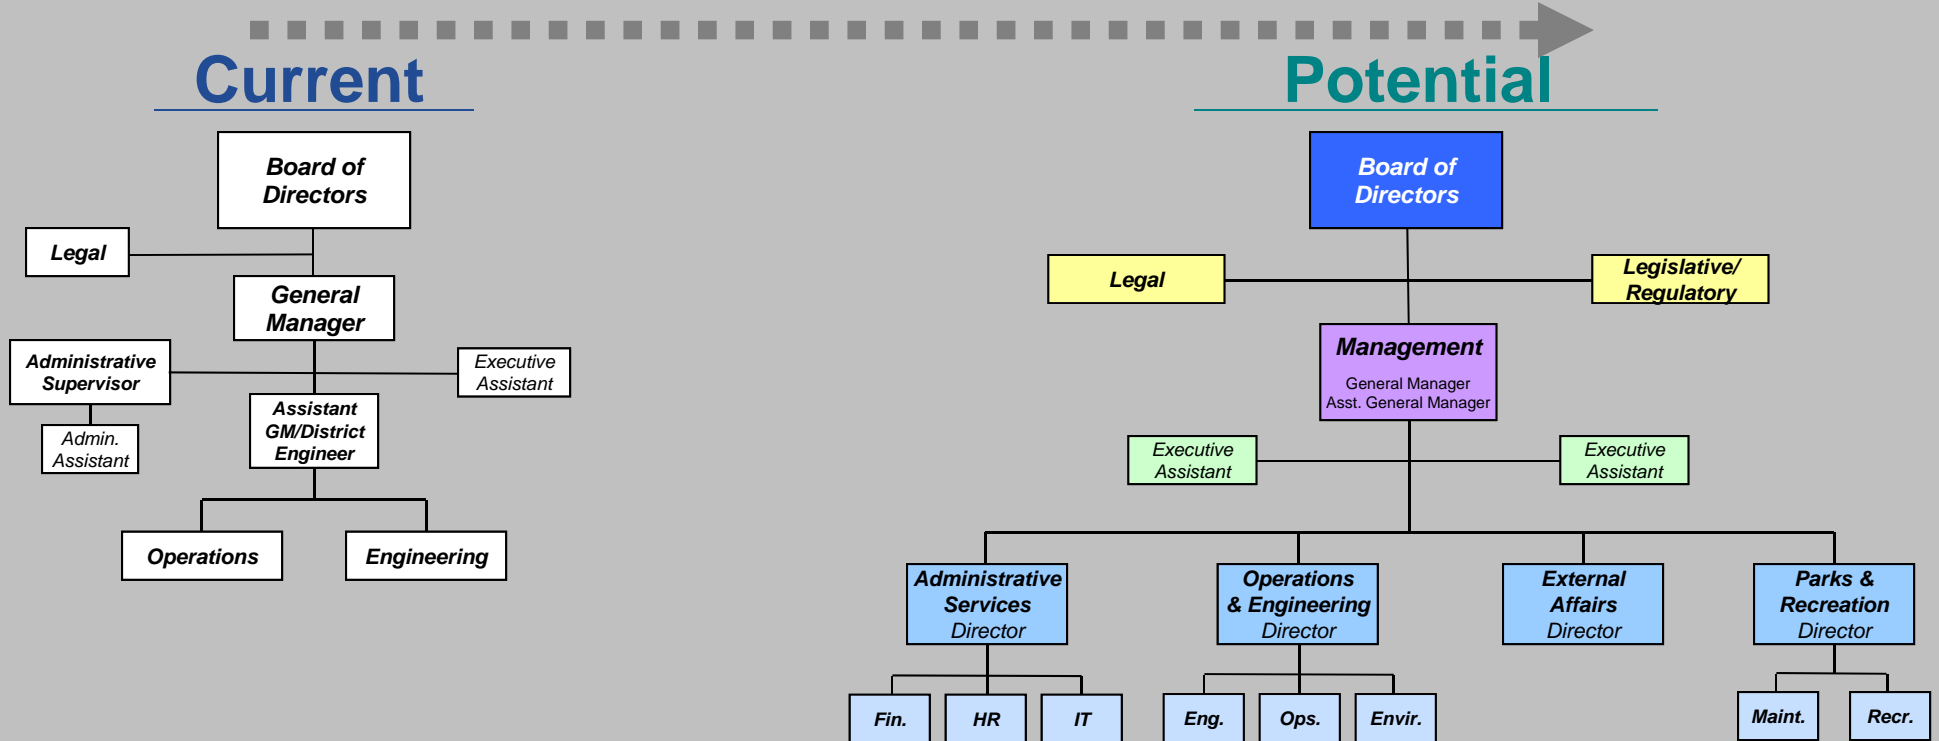 Current
Potential
Board of
Directors
Legal
General
Manager
Administrative
Supervisor
Executive
Assistant
Admin.
Assistant
Assistant
GM/District
Engineer
Operations
Engineering
Board of
Directors
Legal
Legislative/
Regulatory
Management
General Manager
Asst. General Manager
Executive
Assistant
Executive
Assistant
Administrative
Services
Director
Operations
& Engineering
Director
External
Affairs
Director
Parks &
Recreation
Director
Fin.
HR
IT
Eng.
Ops.
Envir.
Maint.
Recr.